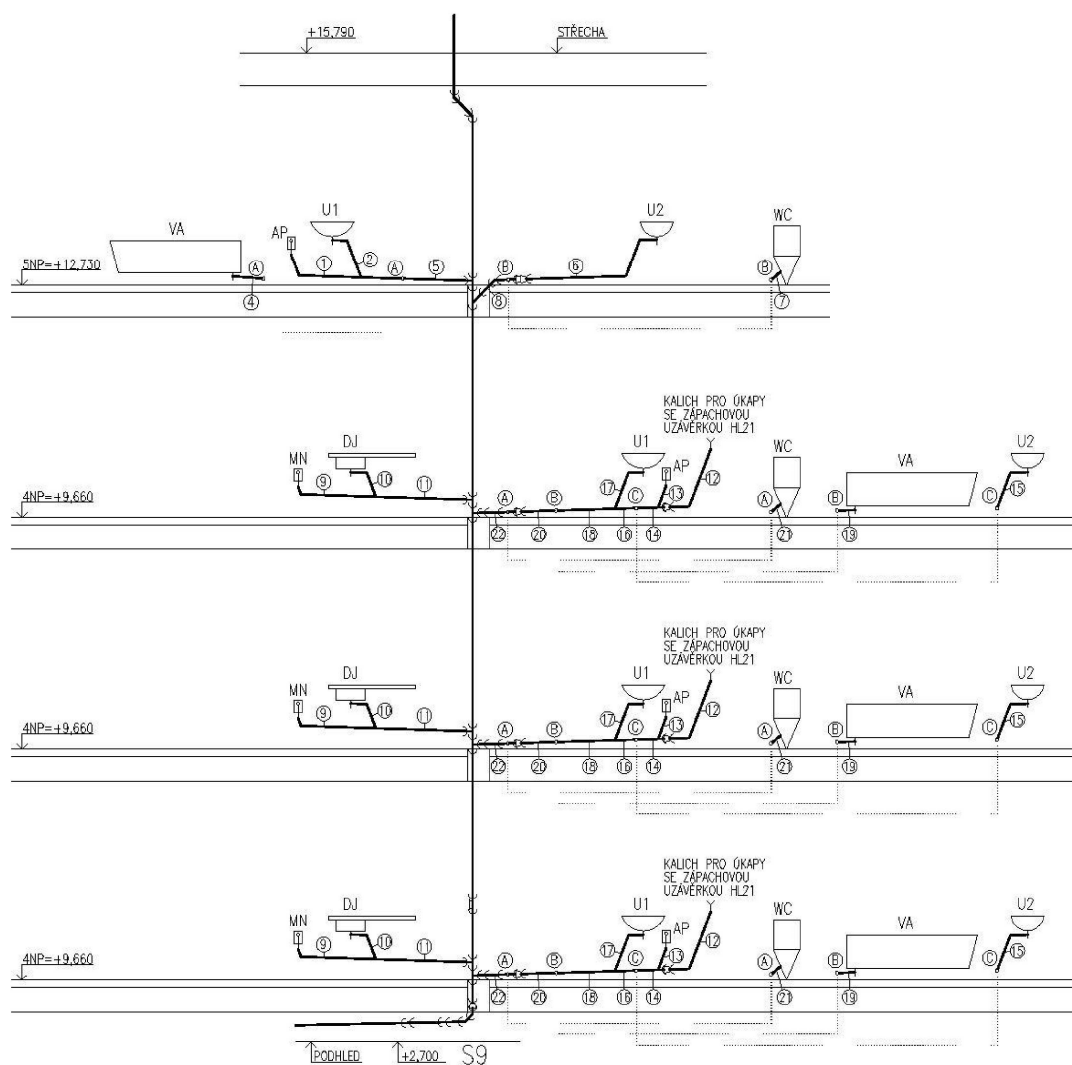 +15,790 STŘECHA
VA AP U1 U2 WC
A 1 2 A 5 B 6 B
5NP=+12,730
4 8 7
KALICH PRO ÚKAPY
SE ZÁPACHOVOU
UZÁVĚRKOU HL21
MN DJ U1 AP WC VA U2
9 10 11 17 C 13 12 A B C 15
4NP=+9,660 A B
22 20 18 16 14 21 19
KALICH PRO ÚKAPY
SE ZÁPACHOVOU
UZÁVĚRKOU HL21
MN DJ U1 AP WC VA U2
9 10 11 17 C 13 12 A B C 15
4NP=+9,660 A B
22 20 18 16 14 21 19
KALICH PRO ÚKAPY
SE ZÁPACHOVOU
UZÁVĚRKOU HL21
MN DJ U1 AP WC VA U2
9 10 11 17 C 13 12 A B C 15
4NP=+9,660 A B
22 20 18 16 14 21 19
PODHLED +2,700 S9